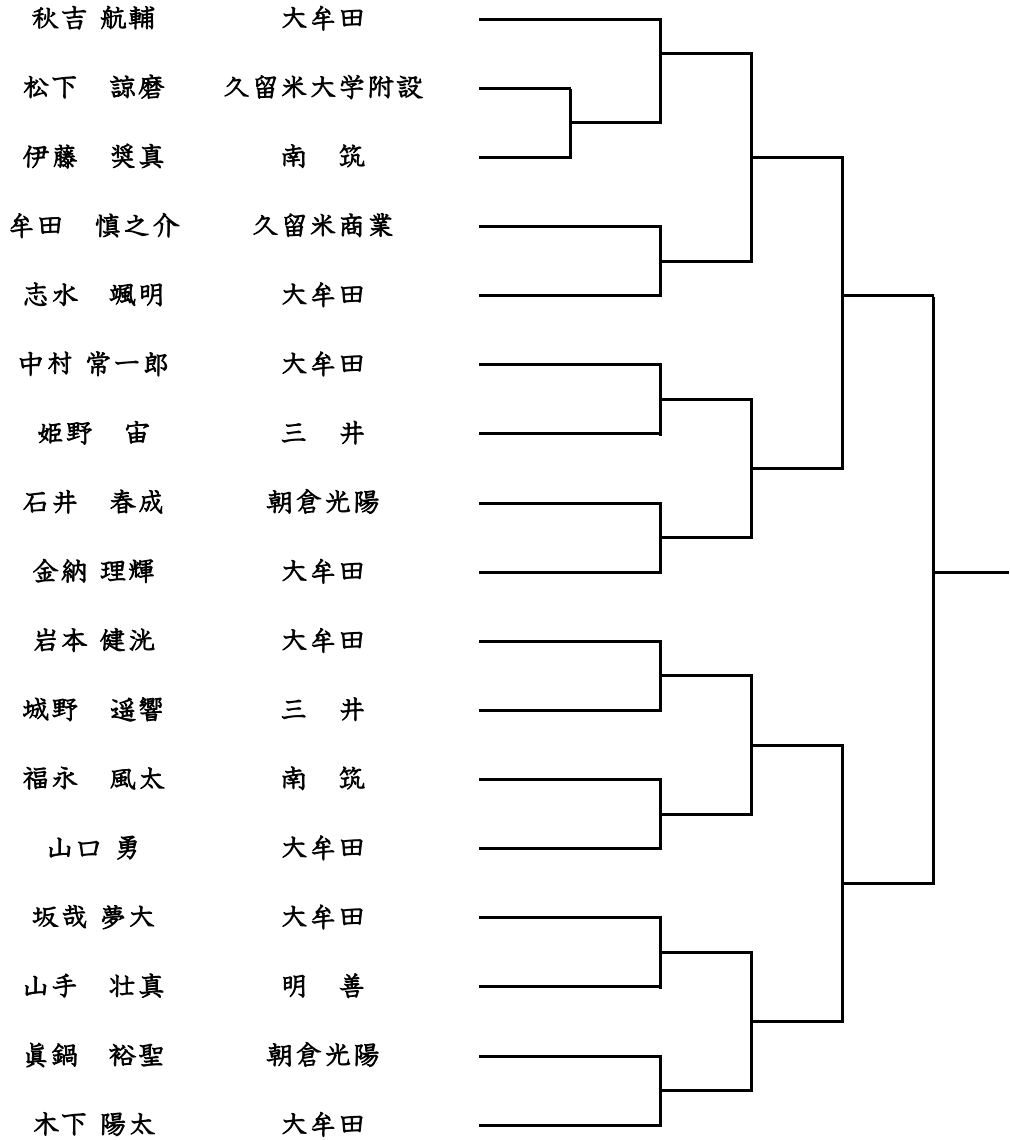 秋吉 航輔 大牟田
松下 諒磨 久留米大学附設
伊藤 奨真 南 筑
牟田 慎之介 久留米商業
志水 颯明 大牟田
中村 常一郎 大牟田
姫野 宙 三 井
石井 春成 朝倉光陽
金納 理輝 大牟田
岩本 健洸 大牟田
城野 遥響 三 井
福永 風太 南 筑
山口 勇 大牟田
坂哉 夢大 大牟田
山手 壮真 明 善
眞鍋 裕聖 朝倉光陽
木下 陽太 大牟田